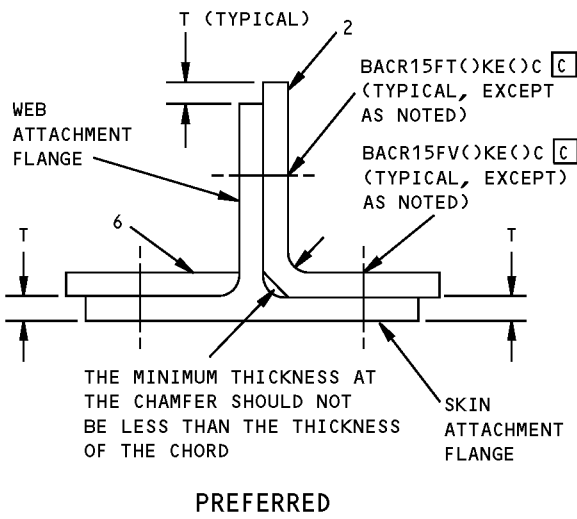 T (TYPICAL)
2
BACR15FT()KE()C C
(TYPICAL, EXCEPT
AS NOTED)
WEB
ATTACHMENT
FLANGE
BACR15FV()KE()C C
(TYPICAL, EXCEPT)
AS NOTED)
6
T
T
THE MINIMUM THICKNESS AT
THE CHAMFER SHOULD NOT
BE LESS THAN THE THICKNESS
OF THE CHORD
SKIN
ATTACHMENT
FLANGE
PREFERRED